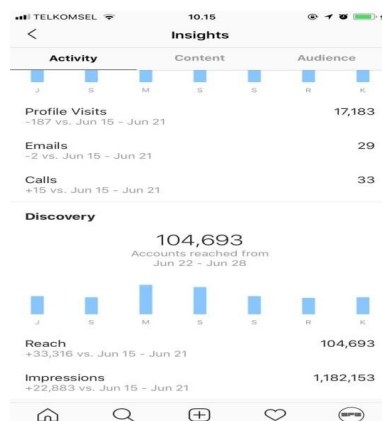 TELKOMSEL 10.15
Insights
Activity Content Audience
J S M S S R K
Profile Visits 17,183
-187 vs. Jun 15 - Jun 21
Emails 29
-2 vs. Jun 15 - Jun 21
Calls 33
+15 vs. Jun 15 - Jun 21
Discovery
104,693
Accounts reached from
Jun 22 - Jun 28
J S M S S R K
Reach 104,693
+33,316 vs. Jun 15 - Jun 21
Impressions 1,182,153
+22,883 vs. Jun 15 - Jun 21